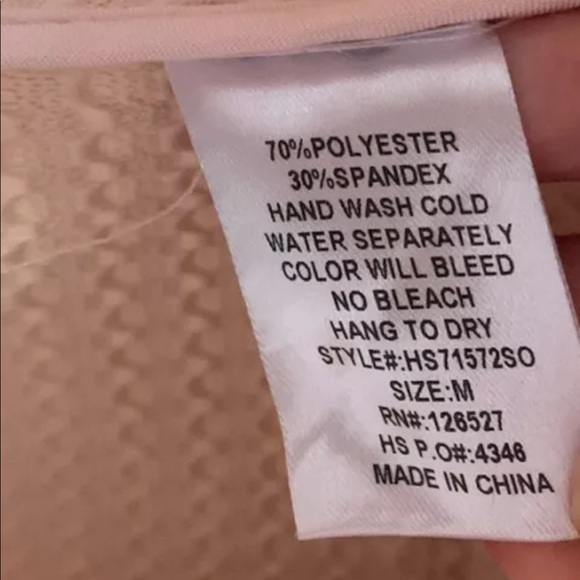 70%POLYESTER
30%SPANDEX
HAND WASH COLD
WATER SEPARATELY
COLOR WILL BLEED
NO BLEACH
HANG TO DRY
STYLE#:HS71572SO
SIZE:M
RN#:126527
HS P.O#:4346
MADE IN CHINA